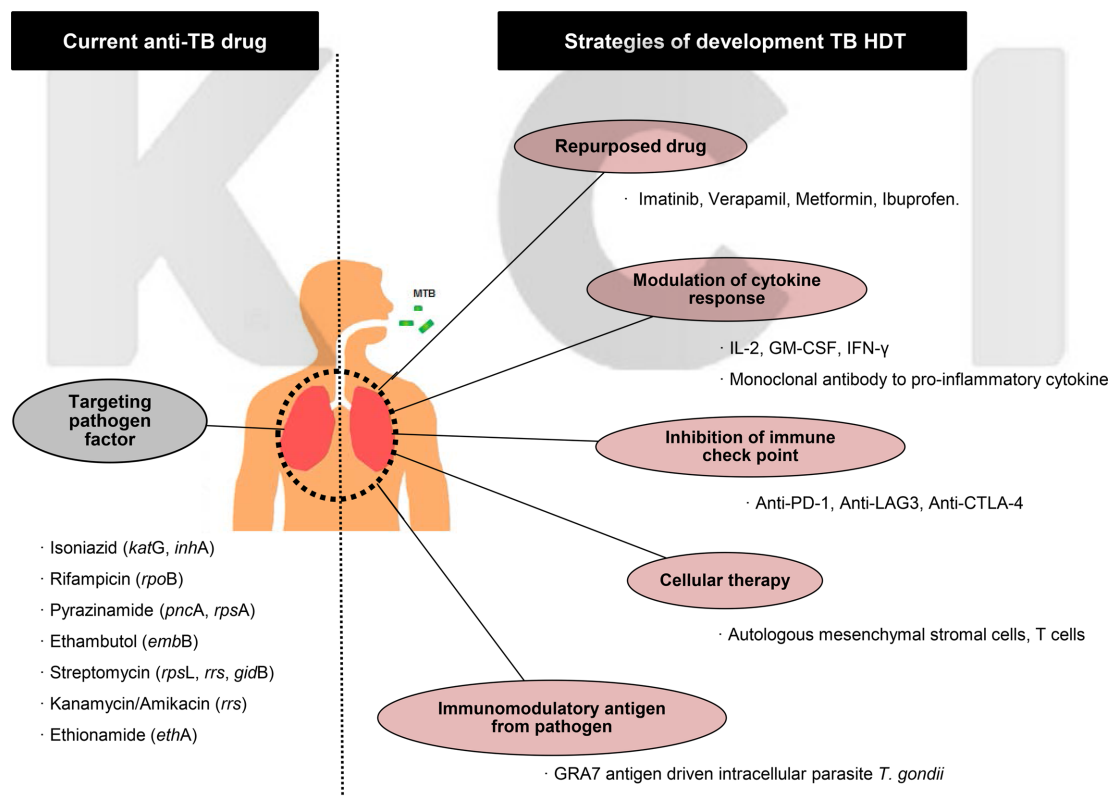 Current anti-TB drug
Strategies of development TB HDT
KCI
Repurposed drug
· Imatinib, Verapamil, Metformin, Ibuprofen.
Modulation of cytokine
response
· IL-2, GM-CSF, IFN-γ
· Monoclonal antibody to pro-inflammatory cytokine
MTB
Targeting
pathogen
factor
Inhibition of immune
check point
· Anti-PD-1, Anti-LAG3, Anti-CTLA-4
Cellular therapy
· Autologous mesenchymal stromal cells, T cells
Immunomodulatory antigen
from pathogen
· GRA7 antigen driven intracellular parasite T. gondii
· Isoniazid (katG, inhA)
· Rifampicin (rpoB)
· Pyrazinamide (pncA, rpsA)
· Ethambutol (embB)
· Streptomycin (rpsL, rrs, gidB)
· Kanamycin/Amikacin (rrs)
· Ethionamide (ethA)